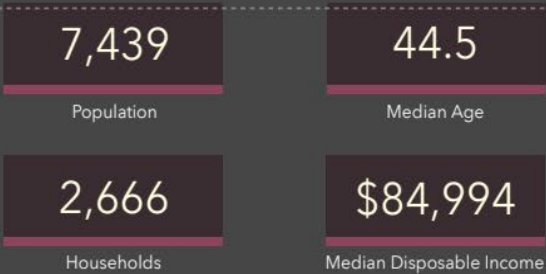 7,439
44.5
Population
Median Age
2,666
$84,994
Households
Median Disposable Income